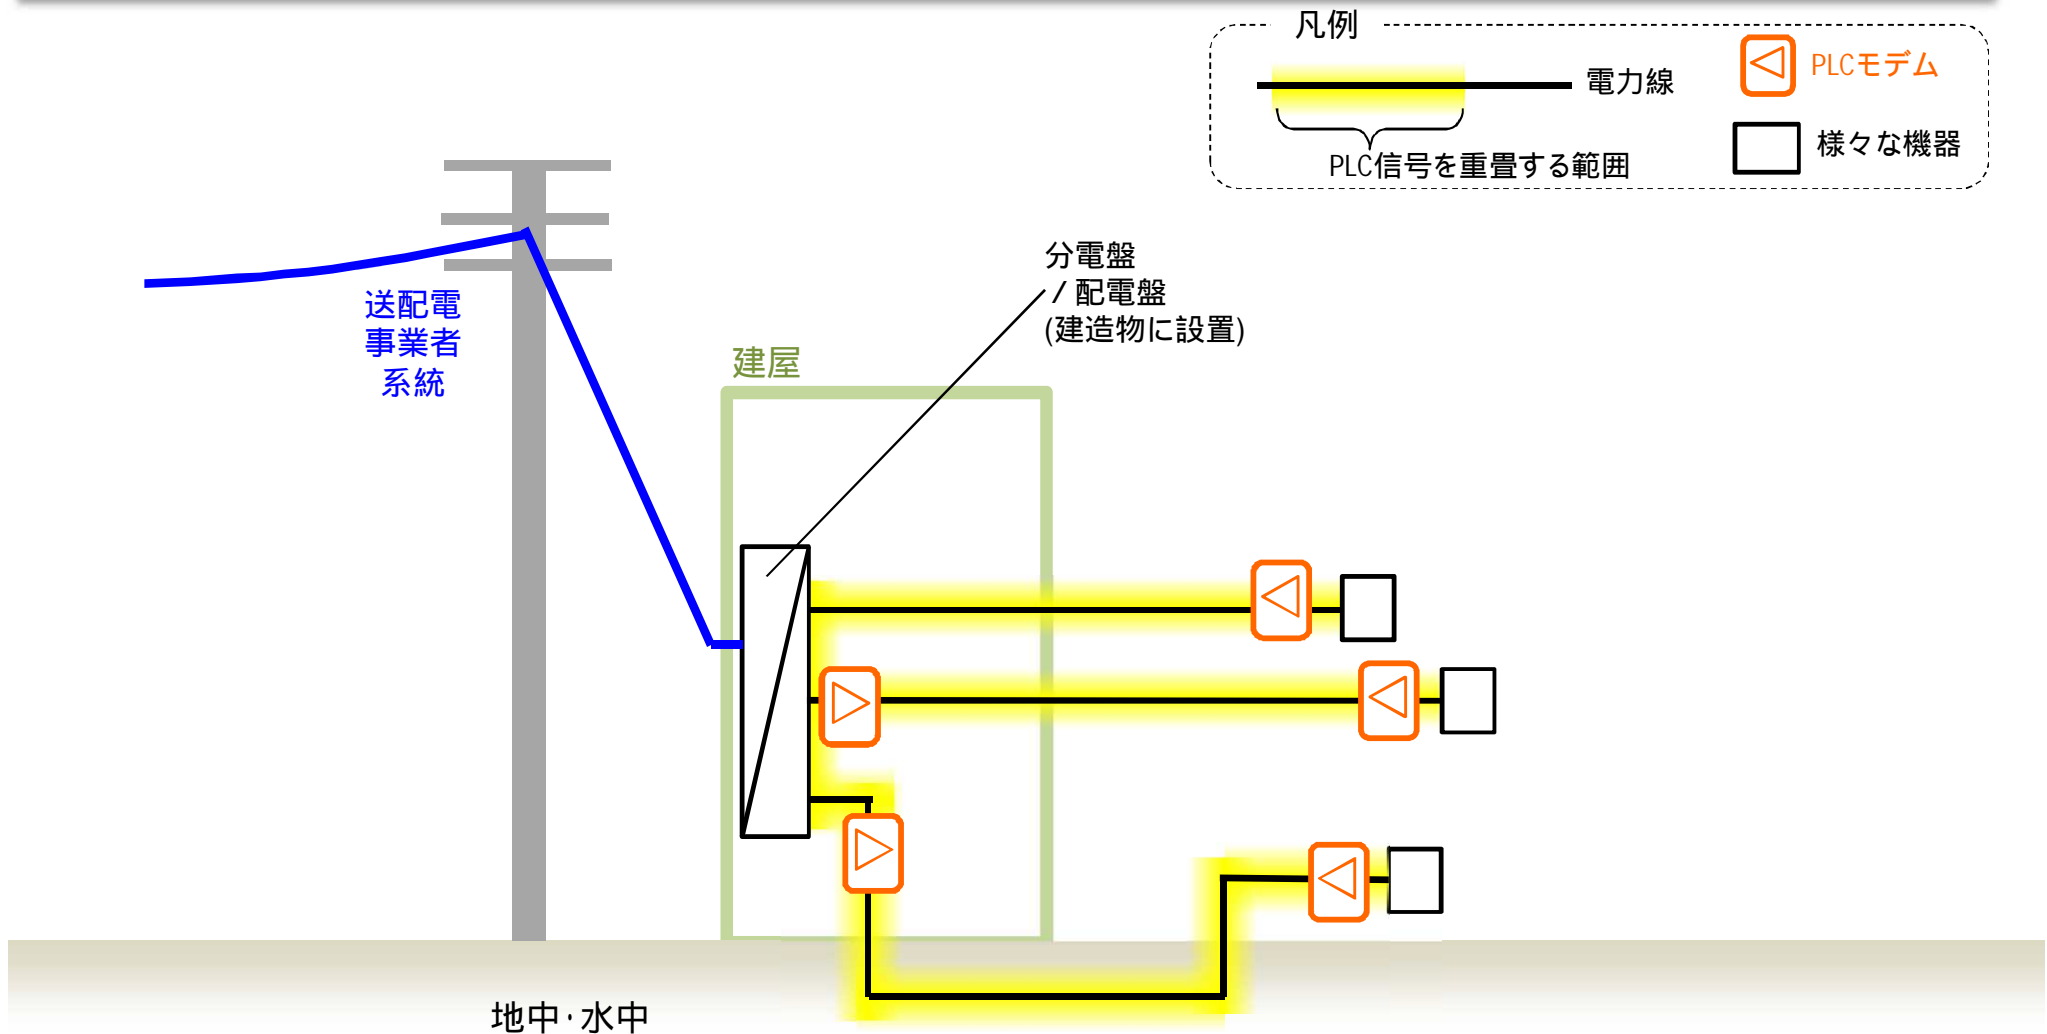 凡例
電力線
PLCモデム
PLC信号を重畳する範囲
様々な機器
分電盤
/配電盤
(建造物に設置)
送配電
事業者
系統
建屋
地中・水中